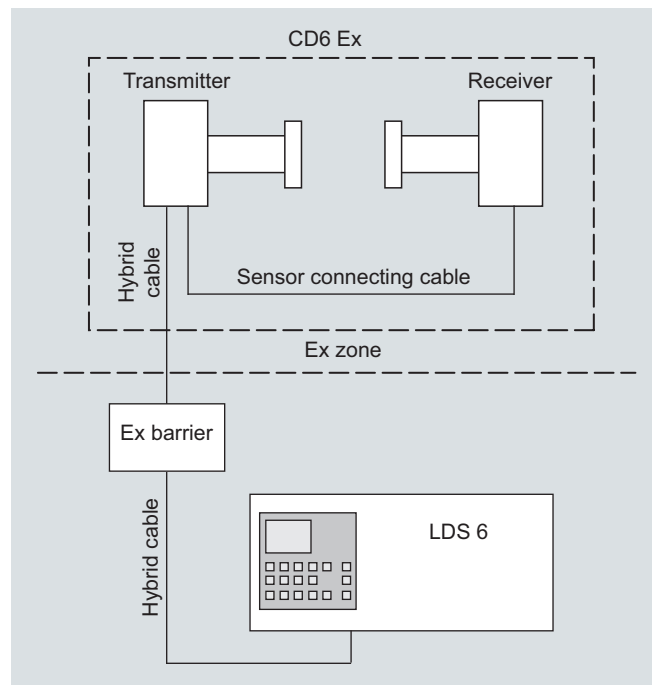 CD6 Ex
Transmitter
Receiver
Hybrid
cable
Sensor connecting cable
Ex zone
Ex barrier
Hybrid cable
LDS 6